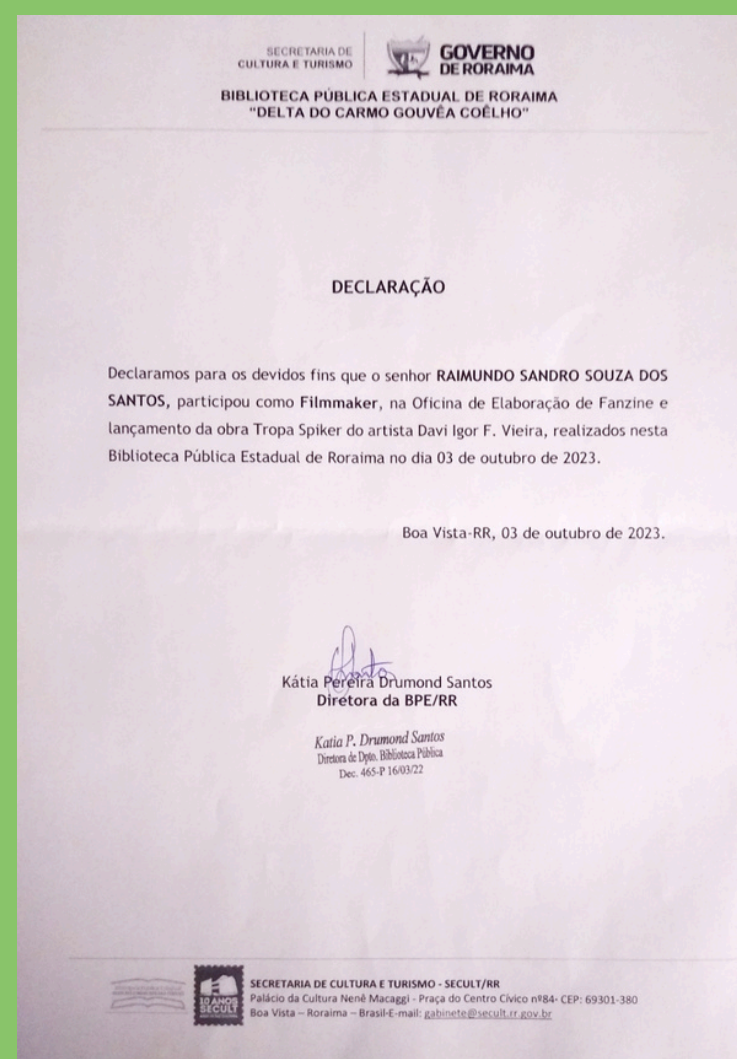 SECRETARIA DE
CULTURA E TURISMO
GOVERNO
DE RORAIMA
BIBLIOTECA PÚBLICA ESTADUAL DE RORAIMA
"DELTA DO CARMO GOUVÊA COÊLHO"
DECLARAÇÃO
Declaramos para os devidos fins que o senhor RAIMUNDO SANDRO SOUZA DOS
SANTOS, participou como Filmmaker, na Oficina de Elaboração de Fanzine e
lançamento da obra Tropa Spiker do artista Davi Igor F. Vieira, realizados nesta
Biblioteca Pública Estadual de Roraima no dia 03 de outubro de 2023.
Boa Vista-RR, 03 de outubro de 2023.
Kátia Pereira Drumond Santos
Diretora da BPE/RR
Katia P. Drumond Santos
Diretora de Dpto. Biblioteca Pública
Dec. 465-P 16/03/22
10 ANOS
SECULT
SECRETARIA DE CULTURA E TURISMO - SECULT/RR
Palácio da Cultura Nenê Macaggi - Praça do Centro Cívico nº84- CEP: 69301-380
Boa Vista – Roraima – Brasil-E-mail: gabinete@secult.rr.gov.br